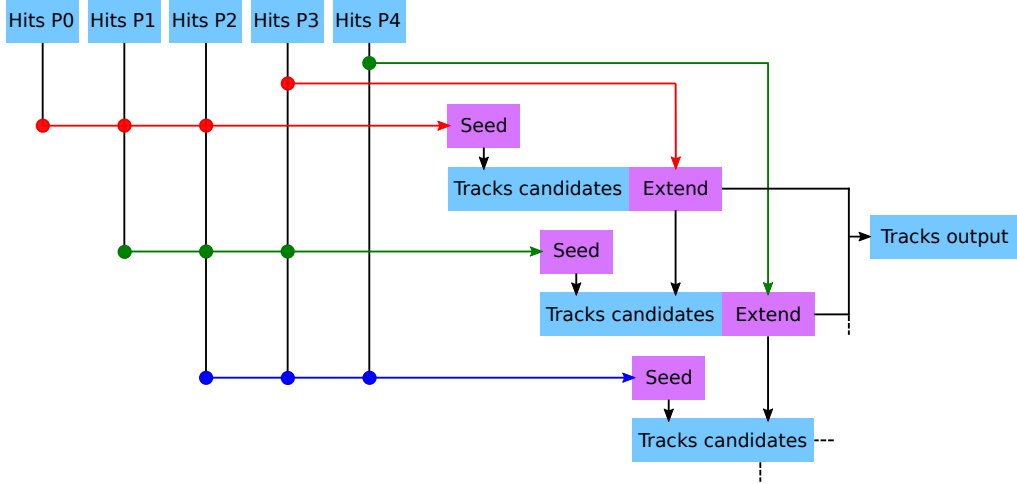 Hits P0
Hits P1
Hits P2
Hits P3
Hits P4
Seed
Tracks candidates
Extend
Seed
Tracks output
Tracks candidates
Extend
Seed
Tracks candidates